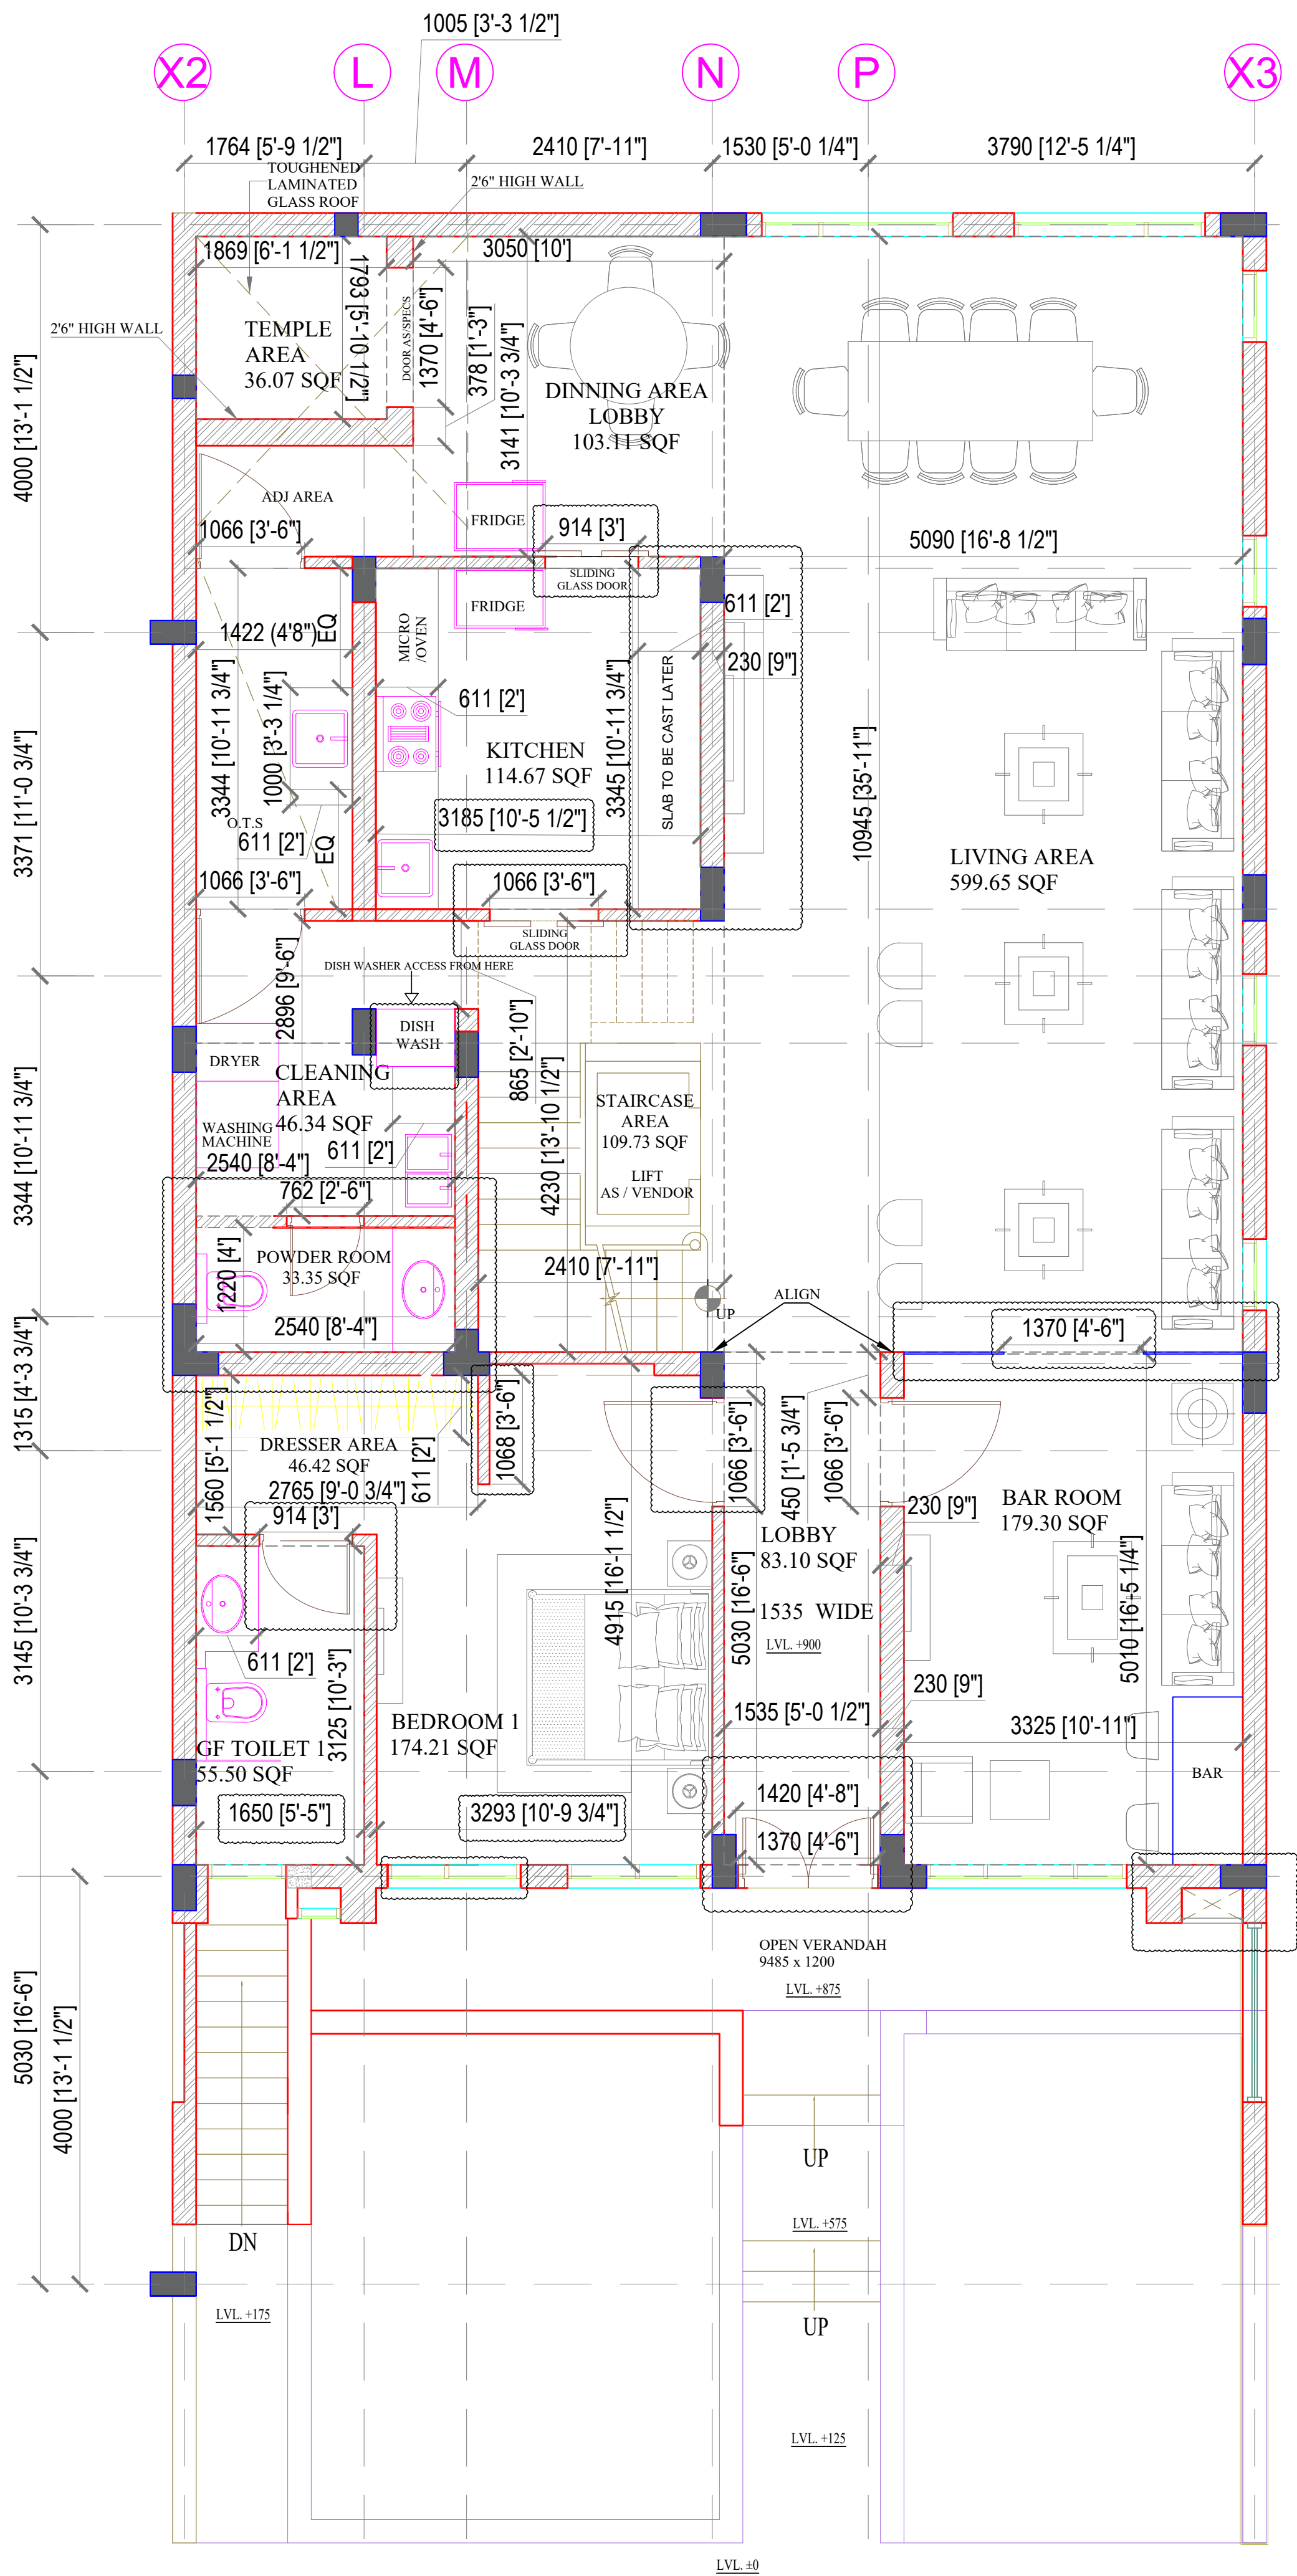 1005 [3'-3 1/2"]
X2
L
M
N
P
X3
1764 [5'-9 1/2"]
2410 [7'-11"]
1530 [5'-0 1/4"]
3790 [12'-5 1/4"]
TOUGHENED
LAMINATED
GLASS ROOF
2'6" HIGH WALL
1869 [6'-1 1/2"]
3050 [10']
1793 [5'-10 1/2"]
DOOR AS/SPECS
1370 [4'-6"]
378 [1'-3"]
3141 [10'-3 3/4"]
2'6" HIGH WALL
TEMPLE
AREA
36.07 SQF
DINNING AREA
LOBBY
103.11 SQF
4000 [13'-1 1/2"]
ADJ AREA
1066 [3'-6"]
FRIDGE
914 [3']
SLIDING
GLASS DOOR
5090 [16'-8 1/2"]
FRIDGE
MICRO
/OVEN
611 [2']
230 [9"]
1422 (4'8")
EQ
3344 [10'-11 3/4"]
1000 [3'-3 1/4"]
611 [2']
KITCHEN
114.67 SQF
3345 [10'-11 3/4"]
SLAB TO BE CAST LATER
10945 [35'-11"]
3371 [11'-0 3/4"]
3185 [10'-5 1/2"]
O.T.S
611 [2']
EQ
LIVING AREA
599.65 SQF
1066 [3'-6"]
1066 [3'-6"]
SLIDING
GLASS DOOR
DISH WASHER ACCESS FROM HERE
2896 [9'-6"]
DISH
WASH
DRYER
CLEANING
AREA
46.34 SQF
865 [2'-10"]
4230 [13'-10 1/2"]
STAIRCASE
AREA
109.73 SQF
LIFT
AS / VENDOR
3344 [10'-11 3/4"]
WASHING
MACHINE
611 [2']
2540 [8'-4"]
762 [2'-6"]
POWDER ROOM
33.35 SQF
1220 [4']
2410 [7'-11"]
UP
ALIGN
2540 [8'-4"]
1370 [4'-6"]
1315 [4'-3 3/4"]
1560 [5'-1 1/2"]
DRESSER AREA
46.42 SQF
611 [2']
1068 [3'-6"]
2765 [9'-0 3/4"]
914 [3']
1066 [3'-6"]
450 [1'-5 3/4"]
1066 [3'-6"]
230 [9"]
BAR ROOM
179.30 SQF
LOBBY
83.10 SQF
1535 WIDE
LVL. +900
4915 [16'-1 1/2"]
5030 [16'-6"]
5010 [16'-5 1/4"]
3145 [10'-3 3/4"]
611 [2']
3125 [10'-3"]
230 [9"]
BEDROOM 1
174.21 SQF
1535 [5'-0 1/2"]
3325 [10'-11"]
GF TOILET 1
55.50 SQF
BAR
1650 [5'-5"]
3293 [10'-9 3/4"]
1420 [4'-8"]
1370 [4'-6"]
OPEN VERANDAH
9485 x 1200
LVL. +875
5030 [16'-6"]
4000 [13'-1 1/2"]
UP
LVL. +575
DN
LVL. +175
UP
LVL. +125
LVL. ±0